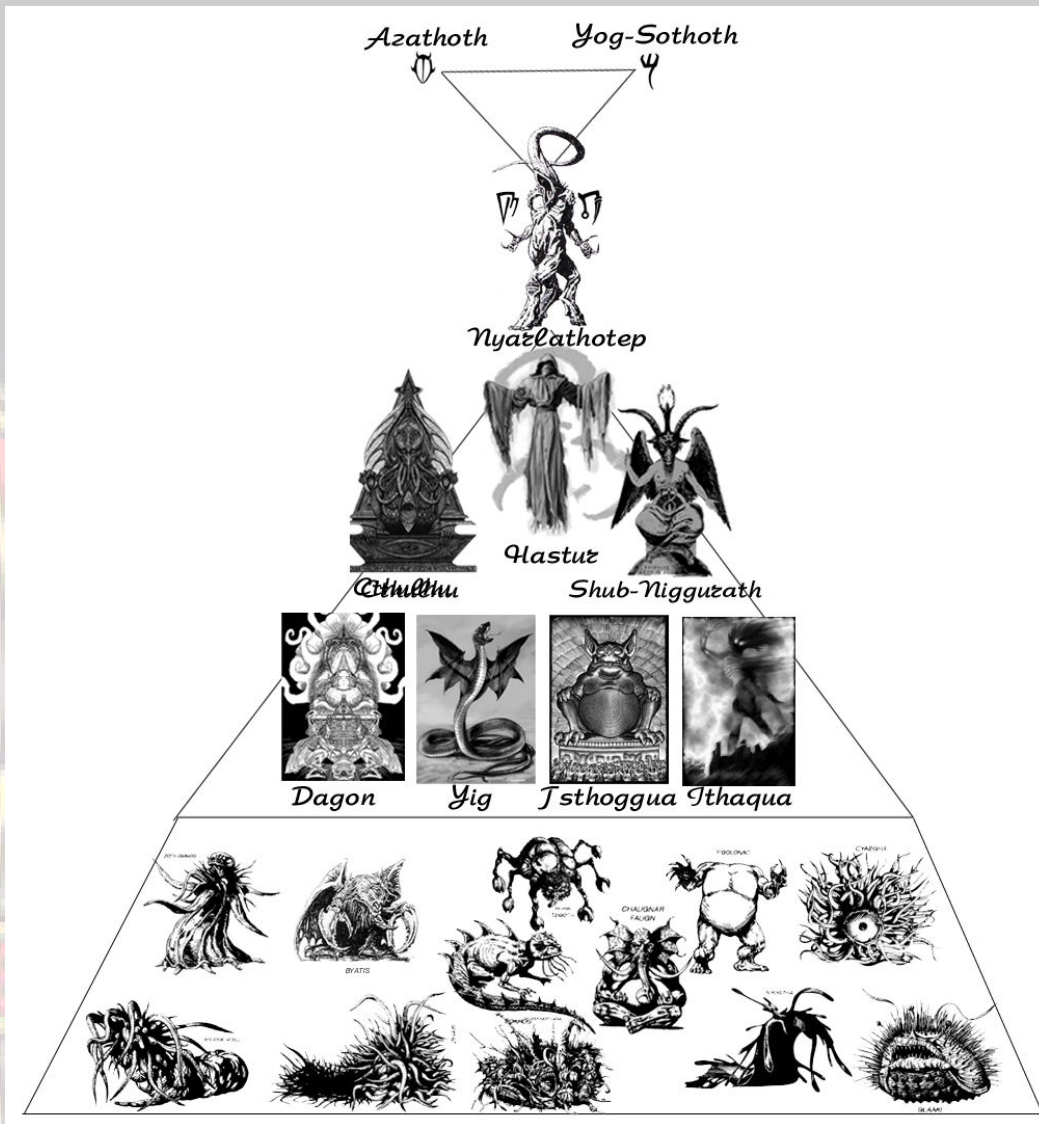 Azathoth
Yog-Sothoth
Nyarlathotep
Hastur
Cthulhu
Shub-Niggurath
Dagon
Yig
Tsthoggua
Ithaqua
CYAEGHA
CHAUGNAR
FAUGN
BYATIS
GLAAKI